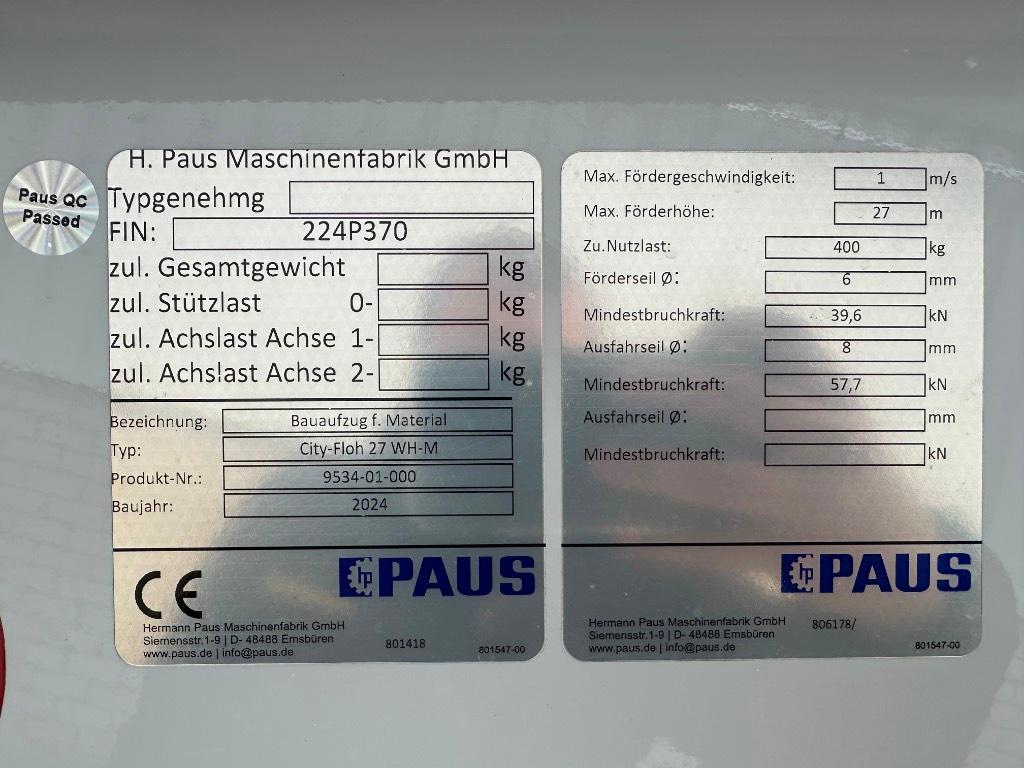 Paus QC
Passed
H. Paus Maschinenfabrik GmbH
Typgenehmg
FIN: 224P370
zul. Gesamtgewicht kg
zul. Stützlast 0- kg
zul. Achslast Achse 1- kg
zul. Achslast Achse 2- kg
Bezeichnung: Bauaufzug f. Material
Typ: City-Floh 27 WH-M
Produkt-Nr.: 9534-01-000
Baujahr: 2024
CE
hp PAUS
Hermann Paus Maschinenfabrik GmbH
Siemensstr.1-9 | D- 48488 Emsbüren
www.paus.de | info@paus.de
801418
801547-00
Max. Fördergeschwindigkeit: 1 m/s
Max. Förderhöhe: 27 m
Zu.Nutzlast: 400 kg
Förderseil Ø: 6 mm
Mindestbruchkraft: 39,6 kN
Ausfahrseil Ø: 8 mm
Mindestbruchkraft: 57,7 kN
Ausfahrseil Ø: mm
Mindestbruchkraft: kN
hp PAUS
Hermann Paus Maschinenfabrik GmbH
Siemensstr.1-9 | D- 48488 Emsbüren
www.paus.de | info@paus.de
806178/
801547-00